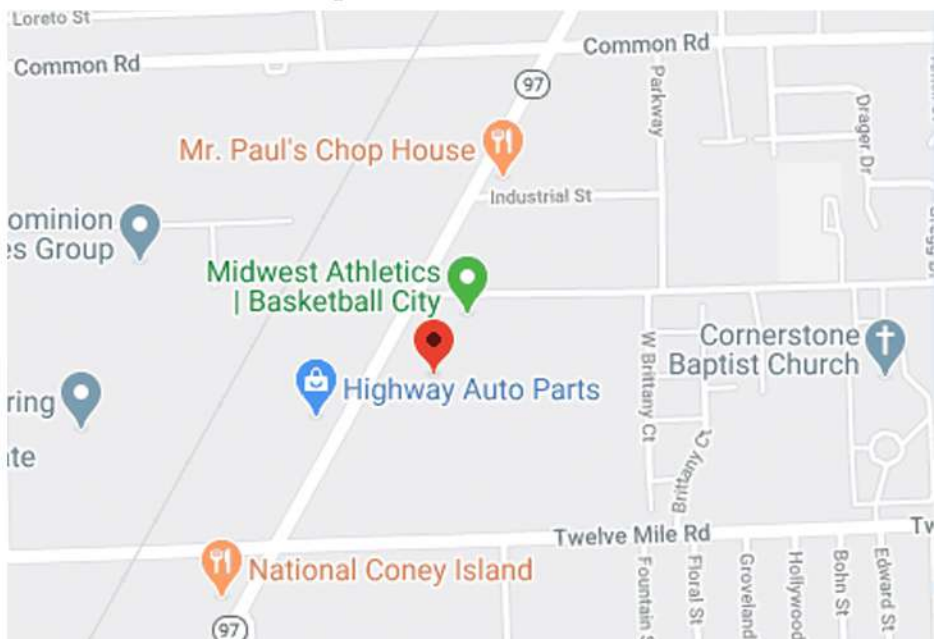 Loreto St
Common Rd
Common Rd
97
Parkway
Drager Dr
Mr. Paul's Chop House
Industrial St
ominion
es Group
Midwest Athletics
| Basketball City
Cornerstone
Baptist Church
W Brittany Ct
Highway Auto Parts
ring
ate
Brittany C
Twelve Mile Rd
Tw
National Coney Island
Fountain S
Floral St
Groveland
Hollywood
Bohn St
Edward St
97